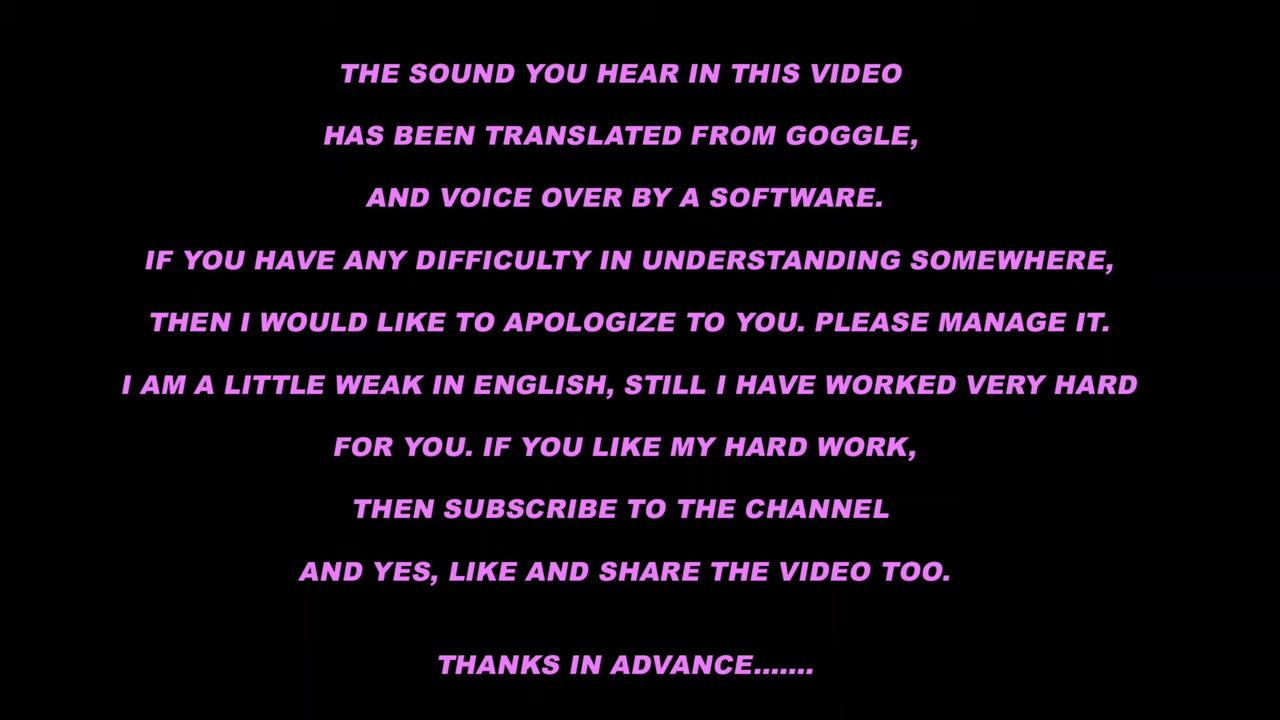 THE SOUND YOU HEAR IN THIS VIDEO
HAS BEEN TRANSLATED FROM GOGGLE,
AND VOICE OVER BY A SOFTWARE.
IF YOU HAVE ANY DIFFICULTY IN UNDERSTANDING SOMEWHERE,
THEN I WOULD LIKE TO APOLOGIZE TO YOU. PLEASE MANAGE IT.
I AM A LITTLE WEAK IN ENGLISH, STILL I HAVE WORKED VERY HARD
FOR YOU. IF YOU LIKE MY HARD WORK,
THEN SUBSCRIBE TO THE CHANNEL
AND YES, LIKE AND SHARE THE VIDEO TOO.
THANKS IN ADVANCE.......